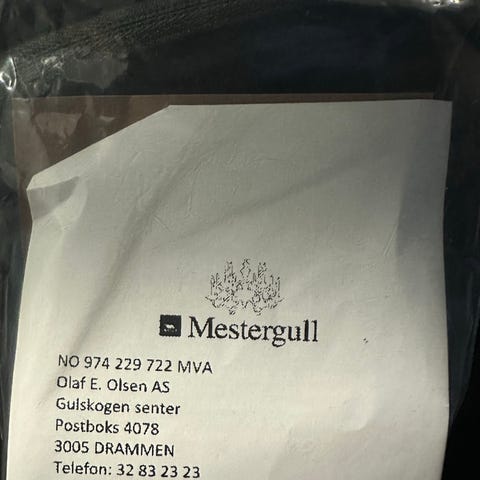 Mestergull
NO 974 229 722 MVA
Olaf E. Olsen AS
Gulskogen senter
Postboks 4078
3005 DRAMMEN
Telefon: 32 83 23 23